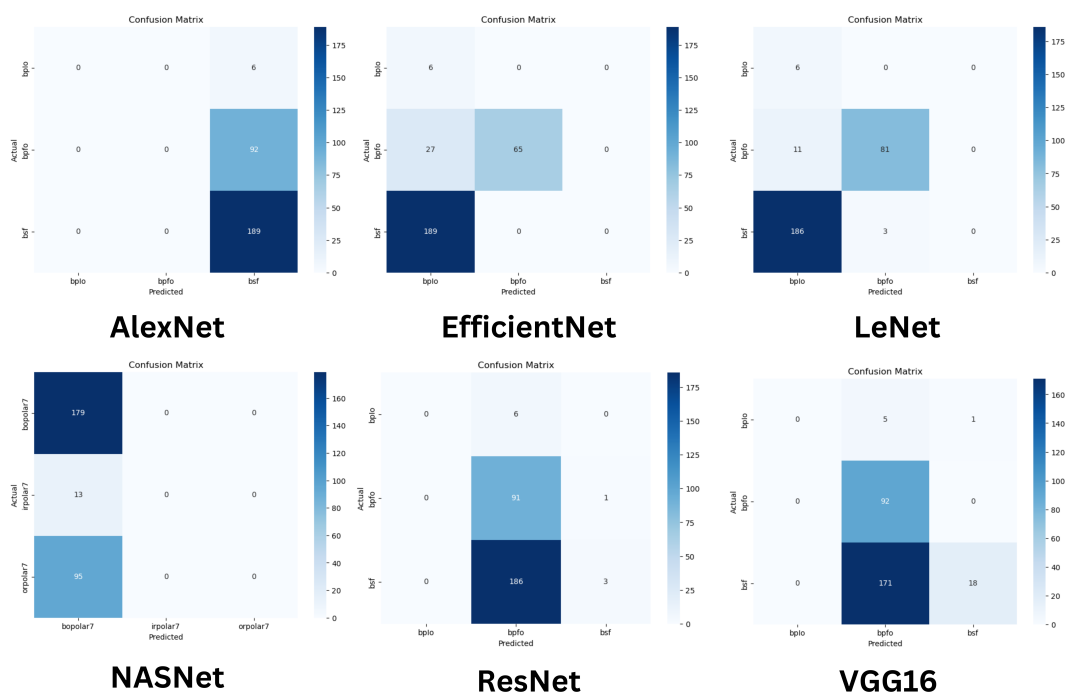 Confusion Matrix
Actual
bplo 0 0 6
bpfo 0 0 92
bsf 0 0 189
bplo bpfo bsf
Predicted
175
150
125
100
75
50
25
0
AlexNet
Confusion Matrix
Actual
bplo 6 0 0
bpfo 27 65 0
bsf 189 0 0
bplo bpfo bsf
Predicted
175
150
125
100
75
50
25
0
EfficientNet
Confusion Matrix
Actual
bplo 6 0 0
bpfo 11 81 0
bsf 186 3 0
bplo bpfo bsf
Predicted
175
150
125
100
75
50
25
0
LeNet
Confusion Matrix
Actual
bopolar7 179 0 0
irpolar7 13 0 0
orpolar7 95 0 0
bopolar7 irpolar7 orpolar7
Predicted
160
140
120
100
80
60
40
20
0
NASNet
Confusion Matrix
Actual
bplo 0 6 0
bpfo 0 91 1
bsf 0 186 3
bplo bpfo bsf
Predicted
175
150
125
100
75
50
25
0
ResNet
Confusion Matrix
Actual
bplo 0 5 1
bpfo 0 92 0
bsf 0 171 18
bplo bpfo bsf
Predicted
160
140
120
100
80
60
40
20
0
VGG16